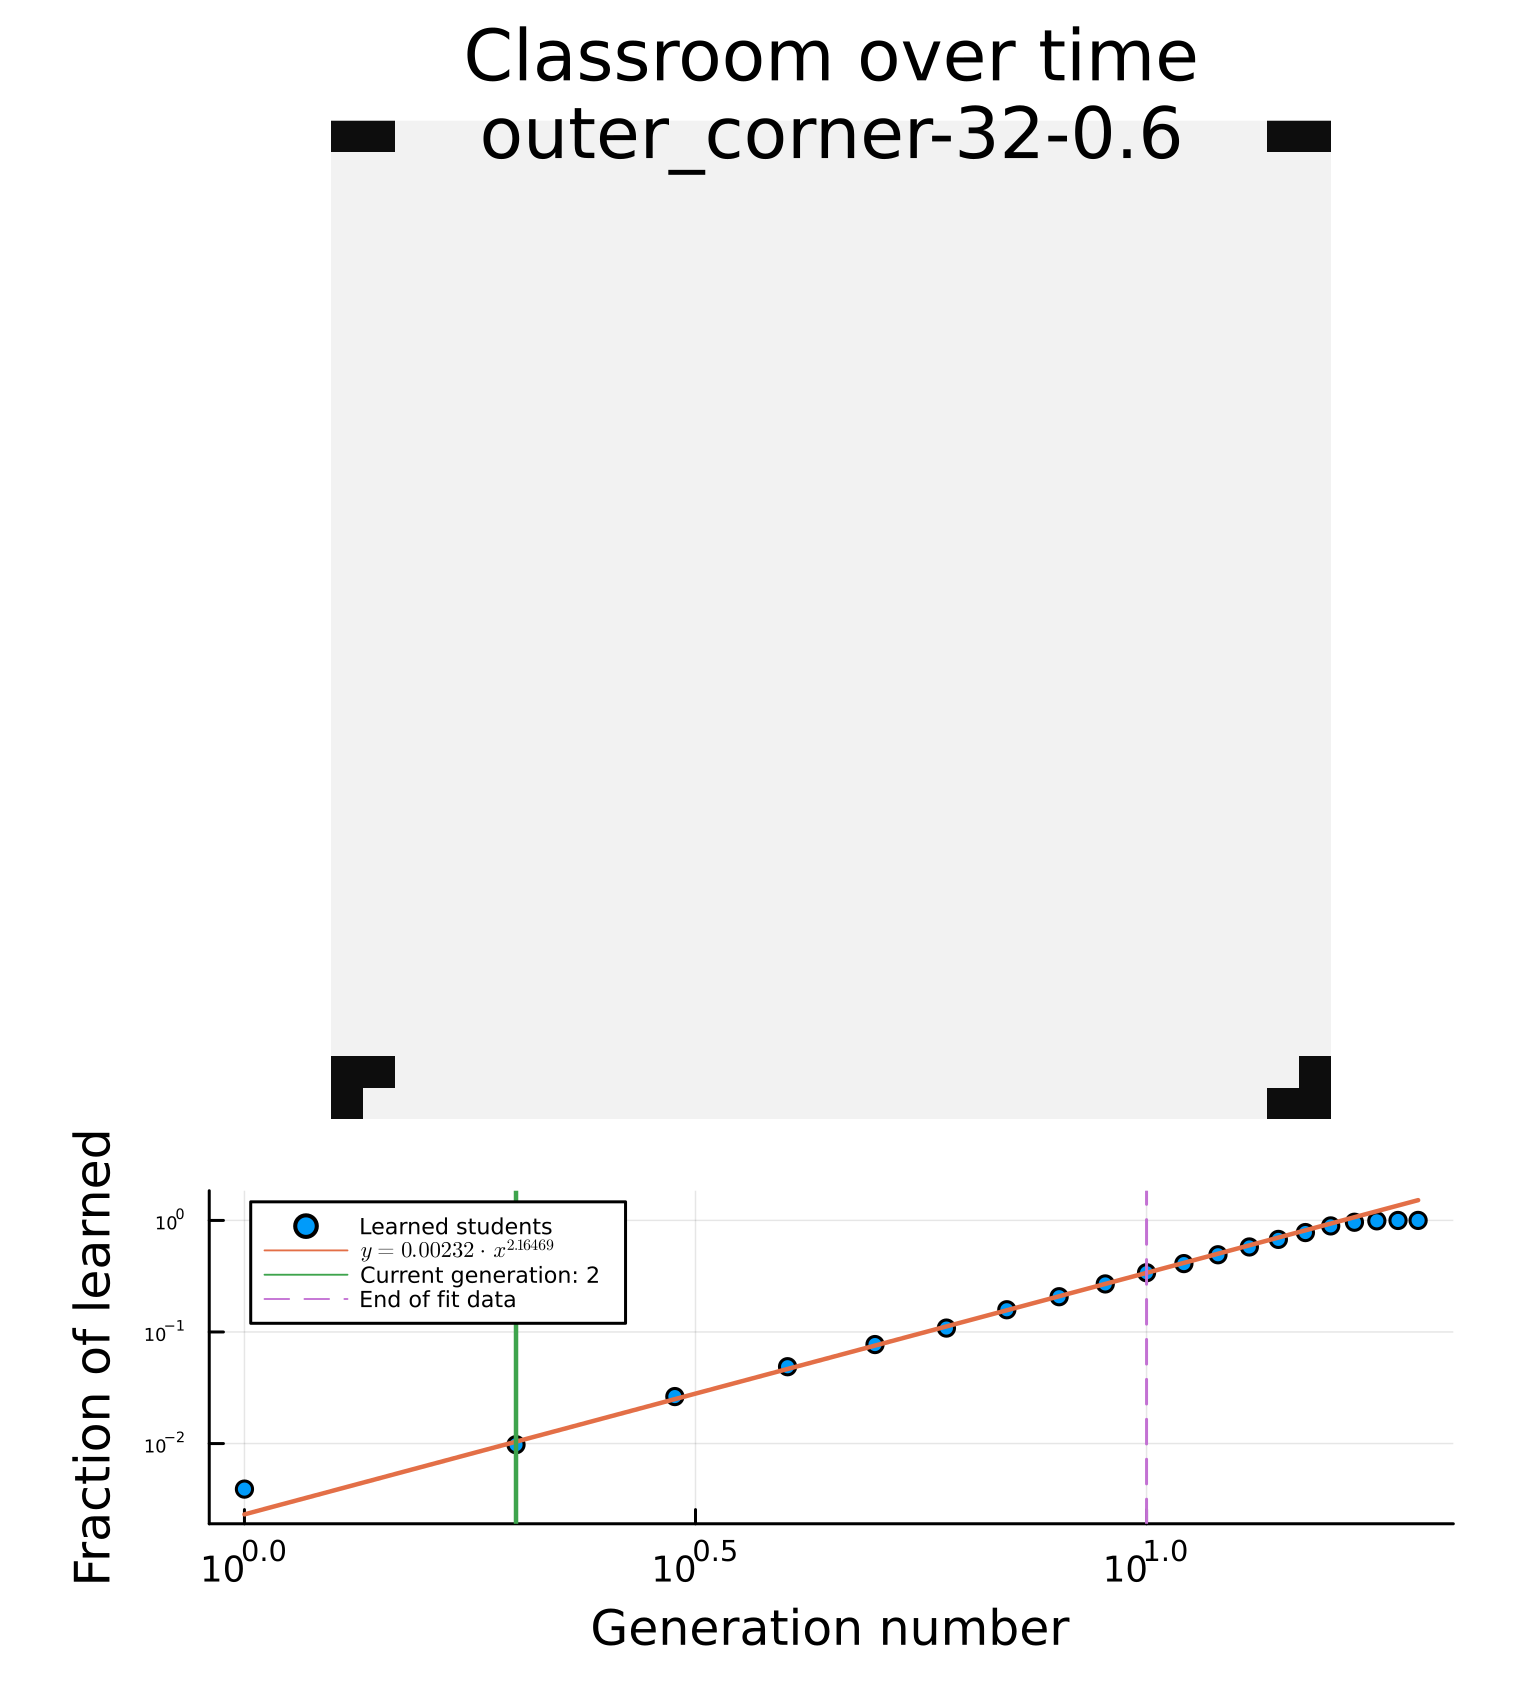 Classroom over time
outer_corner-32-0.6
Fraction of learned
10^0
10^−1
10^−2
Learned students
y = 0.00232 · x^2.16469
Current generation: 2
End of fit data
10^0.0
10^0.5
10^1.0
Generation number